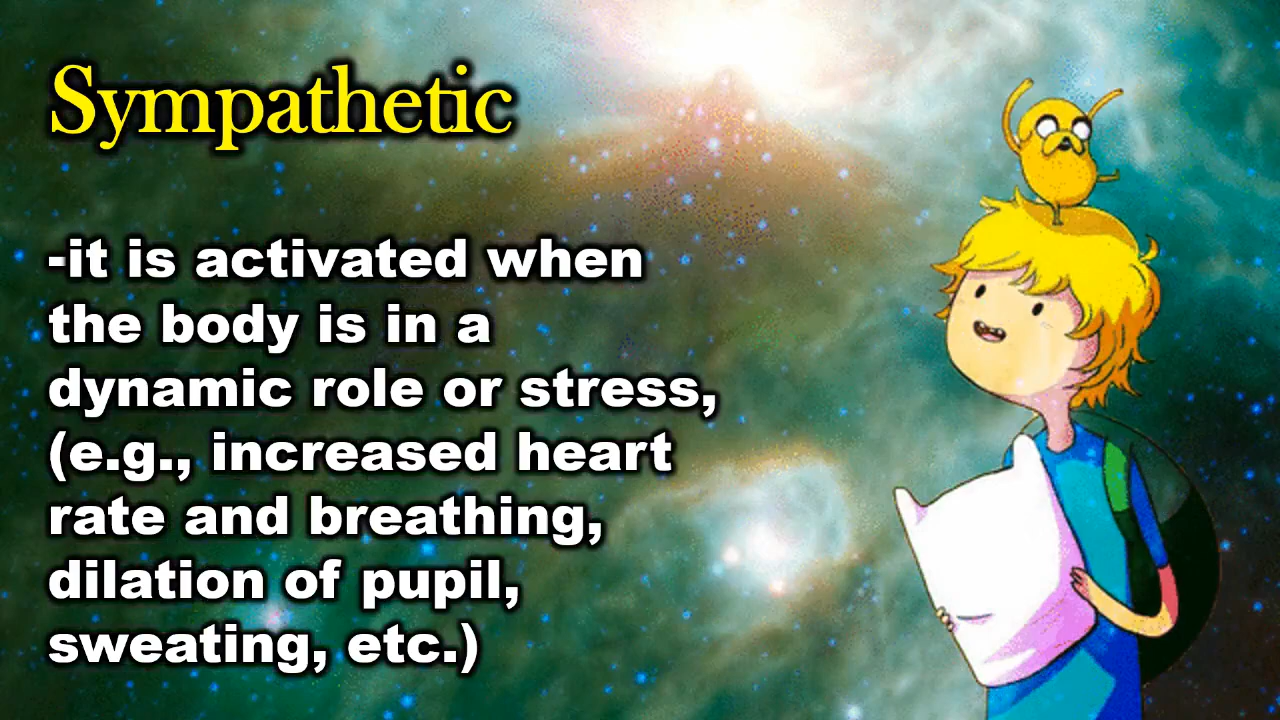 Sympathetic
-it is activated when
the body is in a
dynamic role or stress,
(e.g., increased heart
rate and breathing,
dilation of pupil,
sweating, etc.)